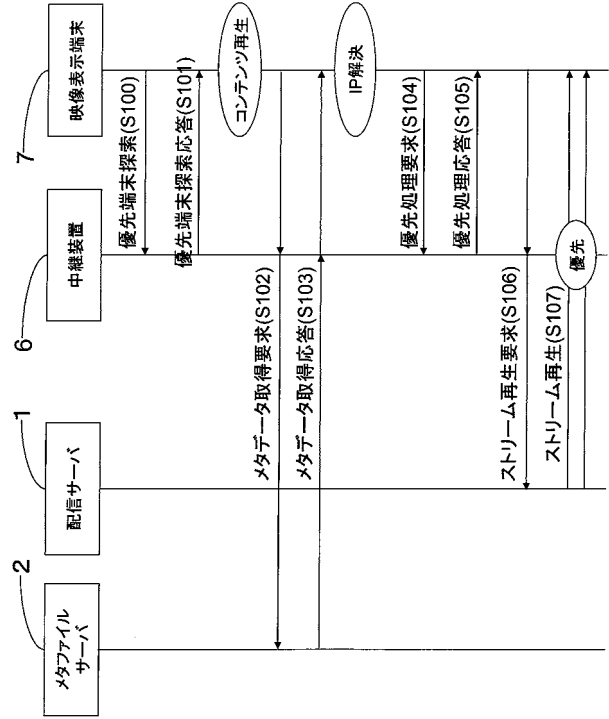 2
メタファイル
サーバ
1
配信サーバ
6
中継装置
7
映像表示端末
優先端末探索(S100)
優先端末探索応答(S101)
コンテンツ再生
メタデータ取得要求(S102)
メタデータ取得応答(S103)
IP解決
優先処理要求(S104)
優先処理応答(S105)
ストリーム再生要求(S106)
ストリーム再生(S107)
優先